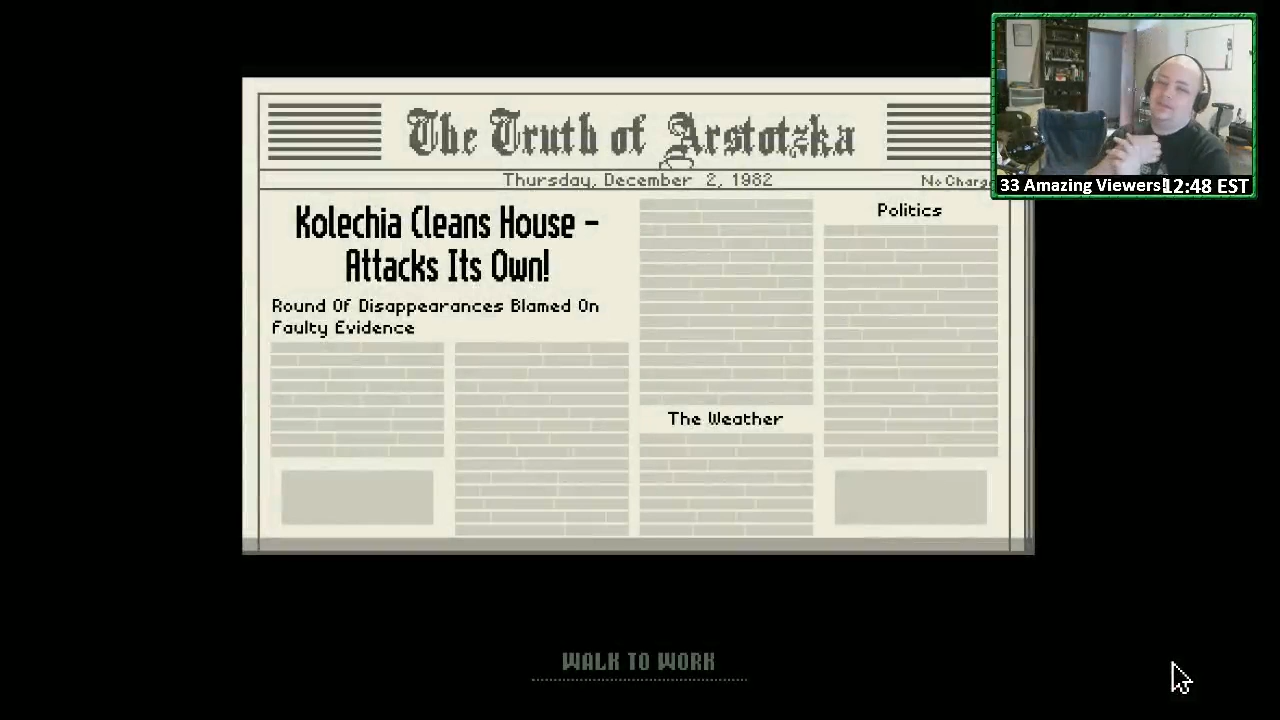 The Truth of Arstotzka
Thursday, December 2, 1982
No Charg
Kolechia Cleans House -
Attacks Its Own!
Round Of Disappearances Blamed On
Faulty Evidence
The Weather
Politics
33 Amazing Viewers!
12:48 EST
WALK TO WORK